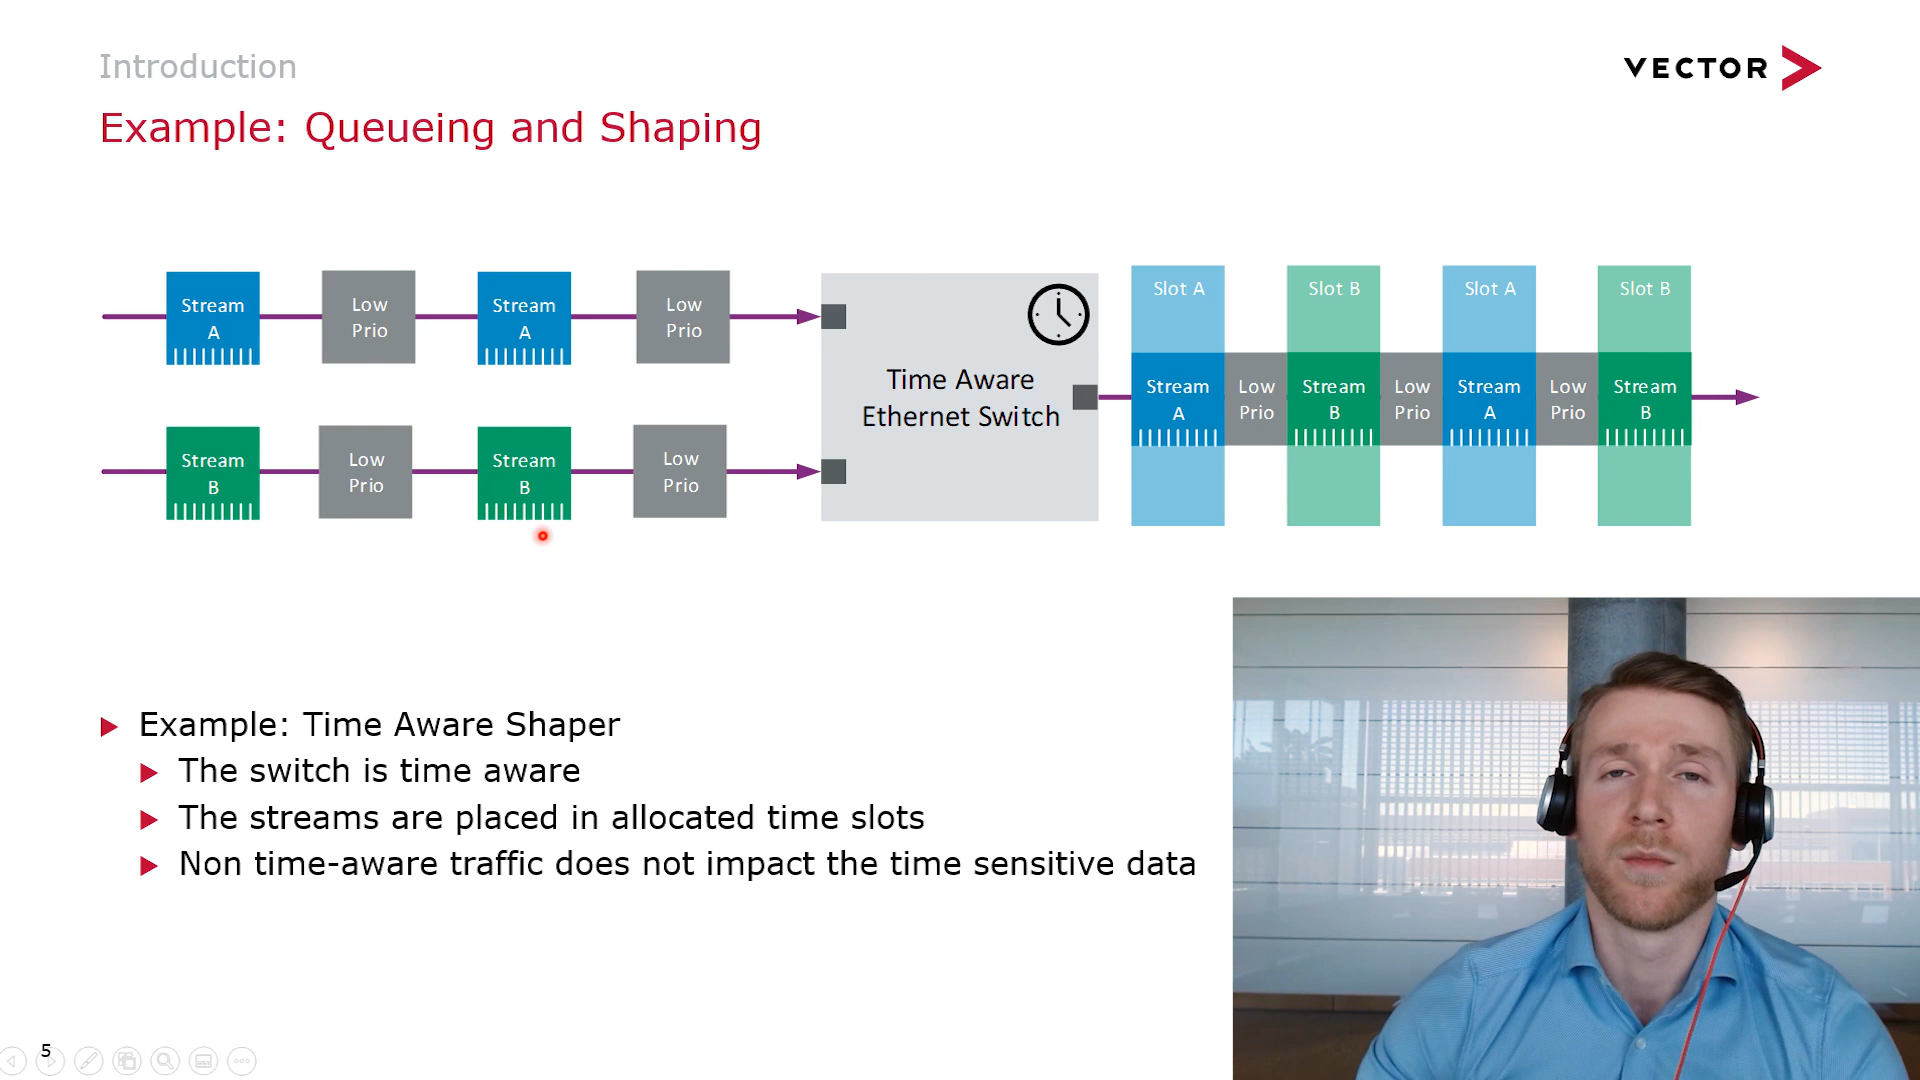 Introduction
VECTOR
Example: Queueing and Shaping
Stream
A
Low
Prio
Stream
A
Low
Prio
Stream
B
Low
Prio
Stream
B
Low
Prio
Time Aware
Ethernet Switch
Slot A
Slot B
Slot A
Slot B
Stream
A
Low
Prio
Stream
B
Low
Prio
Stream
A
Low
Prio
Stream
B
Example: Time Aware Shaper
The switch is time aware
The streams are placed in allocated time slots
Non time-aware traffic does not impact the time sensitive data
5